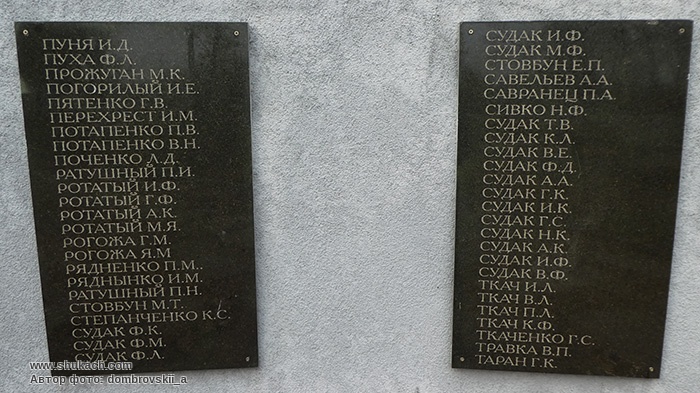 ПУНЯ И.Д.
ПУХА Ф.Л.
ПРОЖУГАН М.К.
ПОГОРИЛЫЙ И.Е.
ПЯТЕНКО Г.В.
ПЕРЕХРЕСТ И.М.
ПОТАПЕНКО П.В.
ПОТАПЕНКО В.Н.
ПОЧЕНКО Л.Д.
РАТУШНЫЙ П.И.
РОТАТЫЙ И.Ф.
РОТАТЫЙ Г.Ф.
РОТАТЫЙ А.К.
РОТАТЫЙ М.Я.
РОГОЖА Г.М.
РОГОЖА Я.М
РЯДНЕНКО П.М..
РЯДНЫНКО И.М.
РАТУШНЫЙ П.Н.
СТОВБУН М.Т.
СТЕПАНЧЕНКО К.С.
СУДАК Ф.К.
СУДАК Ф.М.
СУДАК Ф.Л.
СУДАК И.Ф.
СУДАК М.Ф.
СТОВБУН Е.П.
САВЕЛЬЕВ А.А.
САВРАНЕЦ П.А.
СИВКО Н.Ф.
СУДАК Т.В.
СУДАК К.Л.
СУДАК В.Е.
СУДАК Ф.Д.
СУДАК А.А.
СУДАК Г.К.
СУДАК И.К.
СУДАК Г.С.
СУДАК Н.К.
СУДАК А.К.
СУДАК И.Ф.
СУДАК В.Ф.
ТКАЧ И.Л.
ТКАЧ В.Л.
ТКАЧ П.Л.
ТКАЧ К.Ф.
ТКАЧЕНКО Г.С.
ТРАВКА В.П.
ТАРАН Г.К.
www.shukach.com
Автор фото: dombrovskii_a